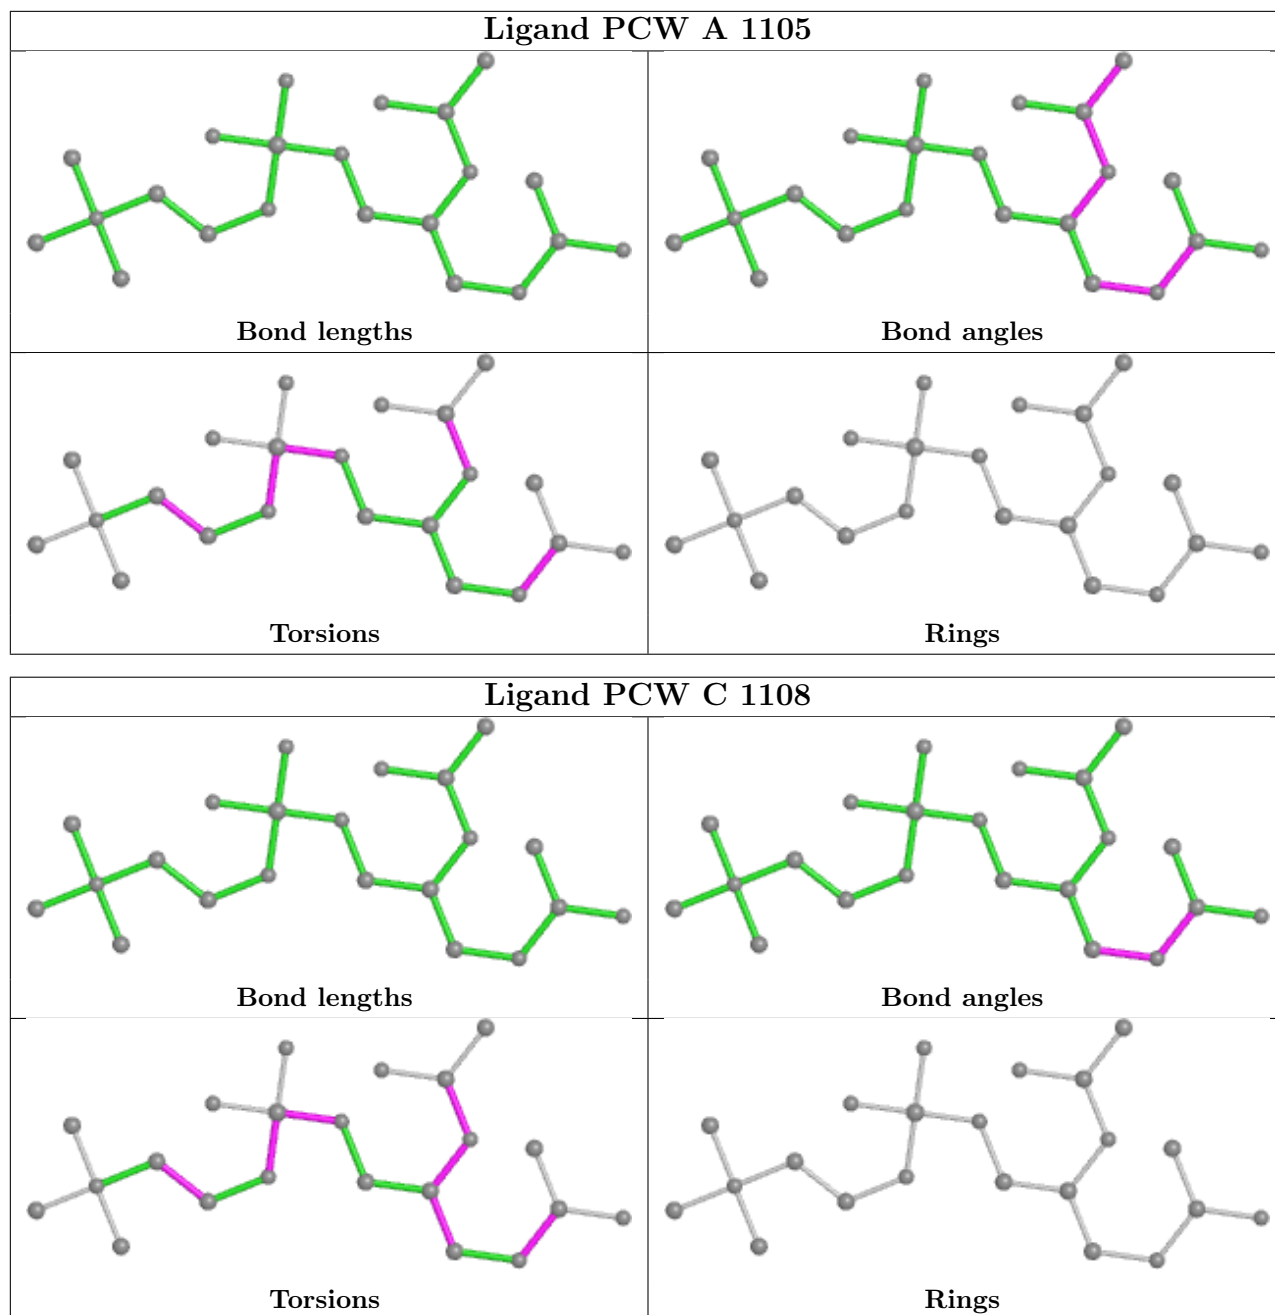 Ligand PCW A 1105
Bond lengths
Bond angles
Torsions
Rings
Ligand PCW C 1108
Bond lengths
Bond angles
Torsions
Rings